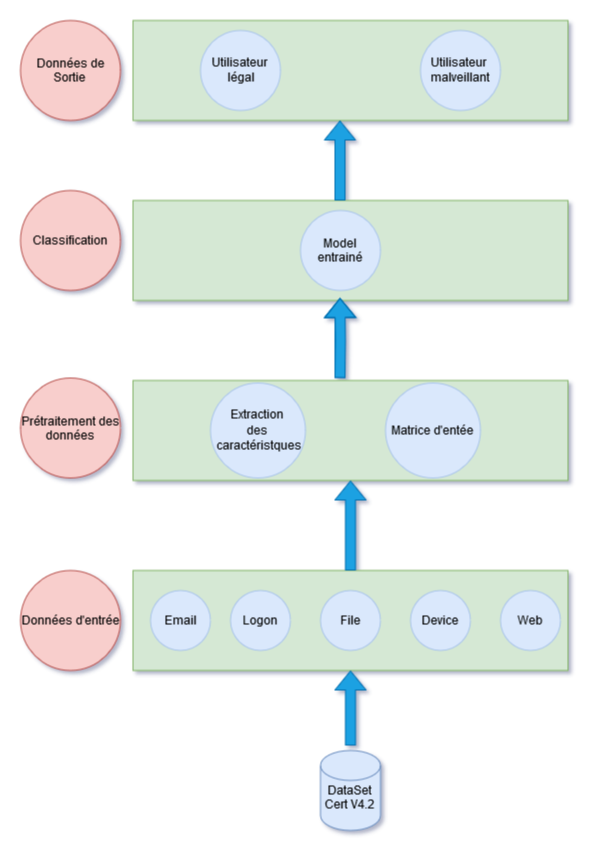 Données de
Sortie
Utilisateur
légal
Utilisateur
malveillant
Classification
Model
entrainé
Prétraitement des
données
Extraction
des
caractéristques
Matrice d'entée
Données d'entrée
Email
Logon
File
Device
Web
DataSet
Cert V4.2